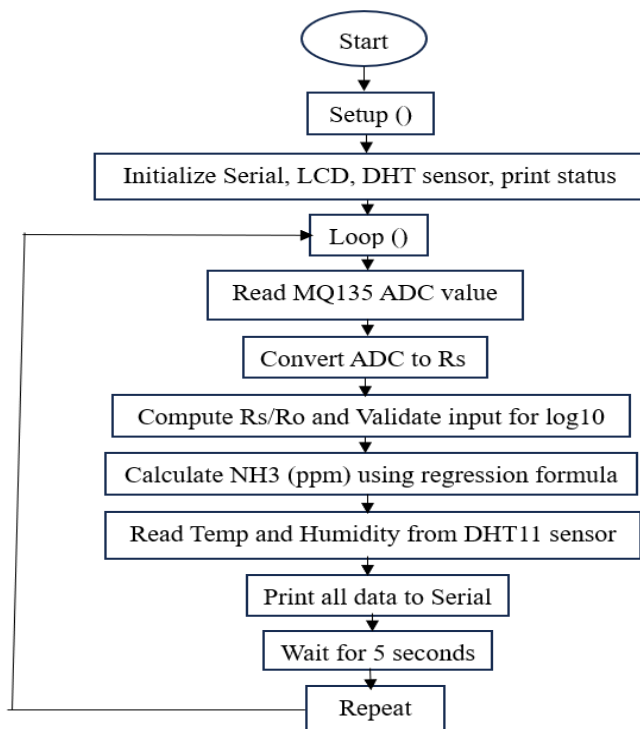 Start
Setup ()
Initialize Serial, LCD, DHT sensor, print status
Loop ()
Read MQ135 ADC value
Convert ADC to Rs
Compute Rs/Ro and Validate input for log10
Calculate NH3 (ppm) using regression formula
Read Temp and Humidity from DHT11 sensor
Print all data to Serial
Wait for 5 seconds
Repeat